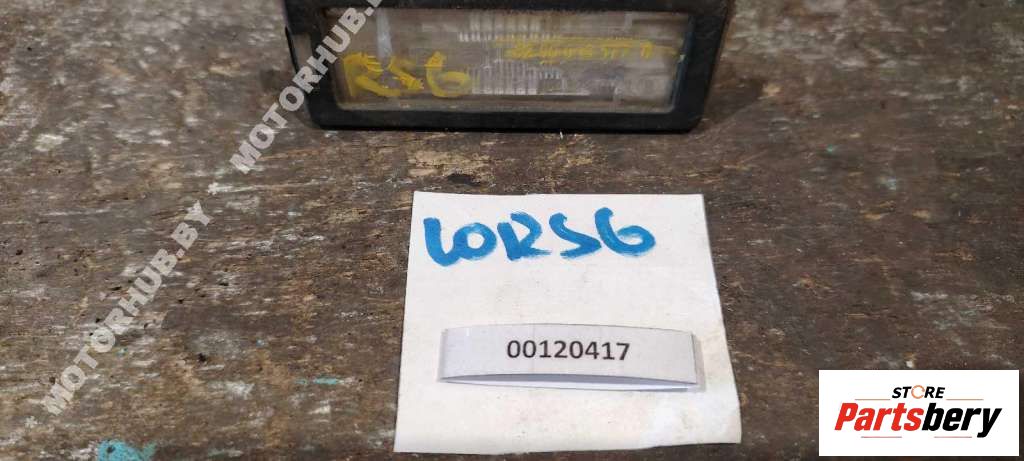 RS6
LORS6
00120417
STORE
Partsbery
MOTORHUB.BY * MOTORHUB.BY